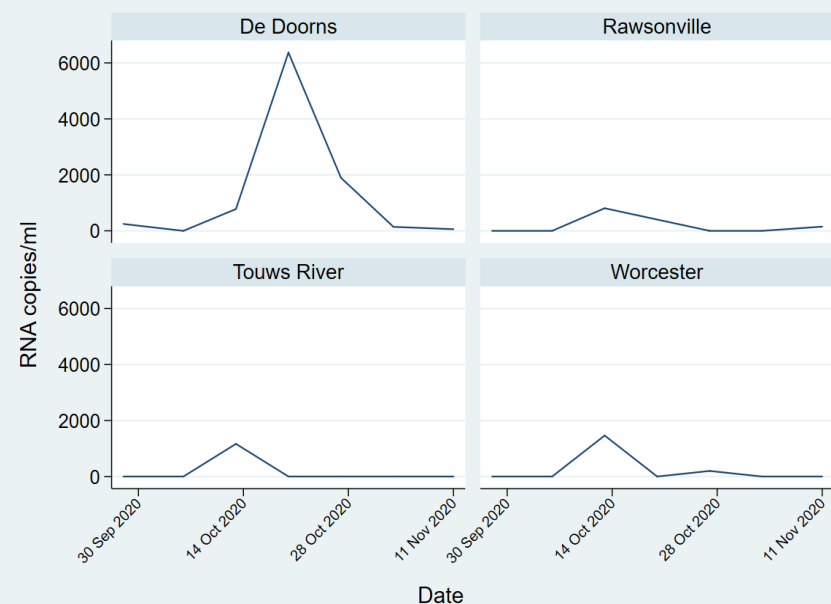 De Doorns
Rawsonville
6000
4000
2000
0
Touws River
Worcester
6000
4000
2000
0
30 Sep 2020
14 Oct 2020
28 Oct 2020
11 Nov 2020
30 Sep 2020
14 Oct 2020
28 Oct 2020
11 Nov 2020
RNA copies/ml
Date